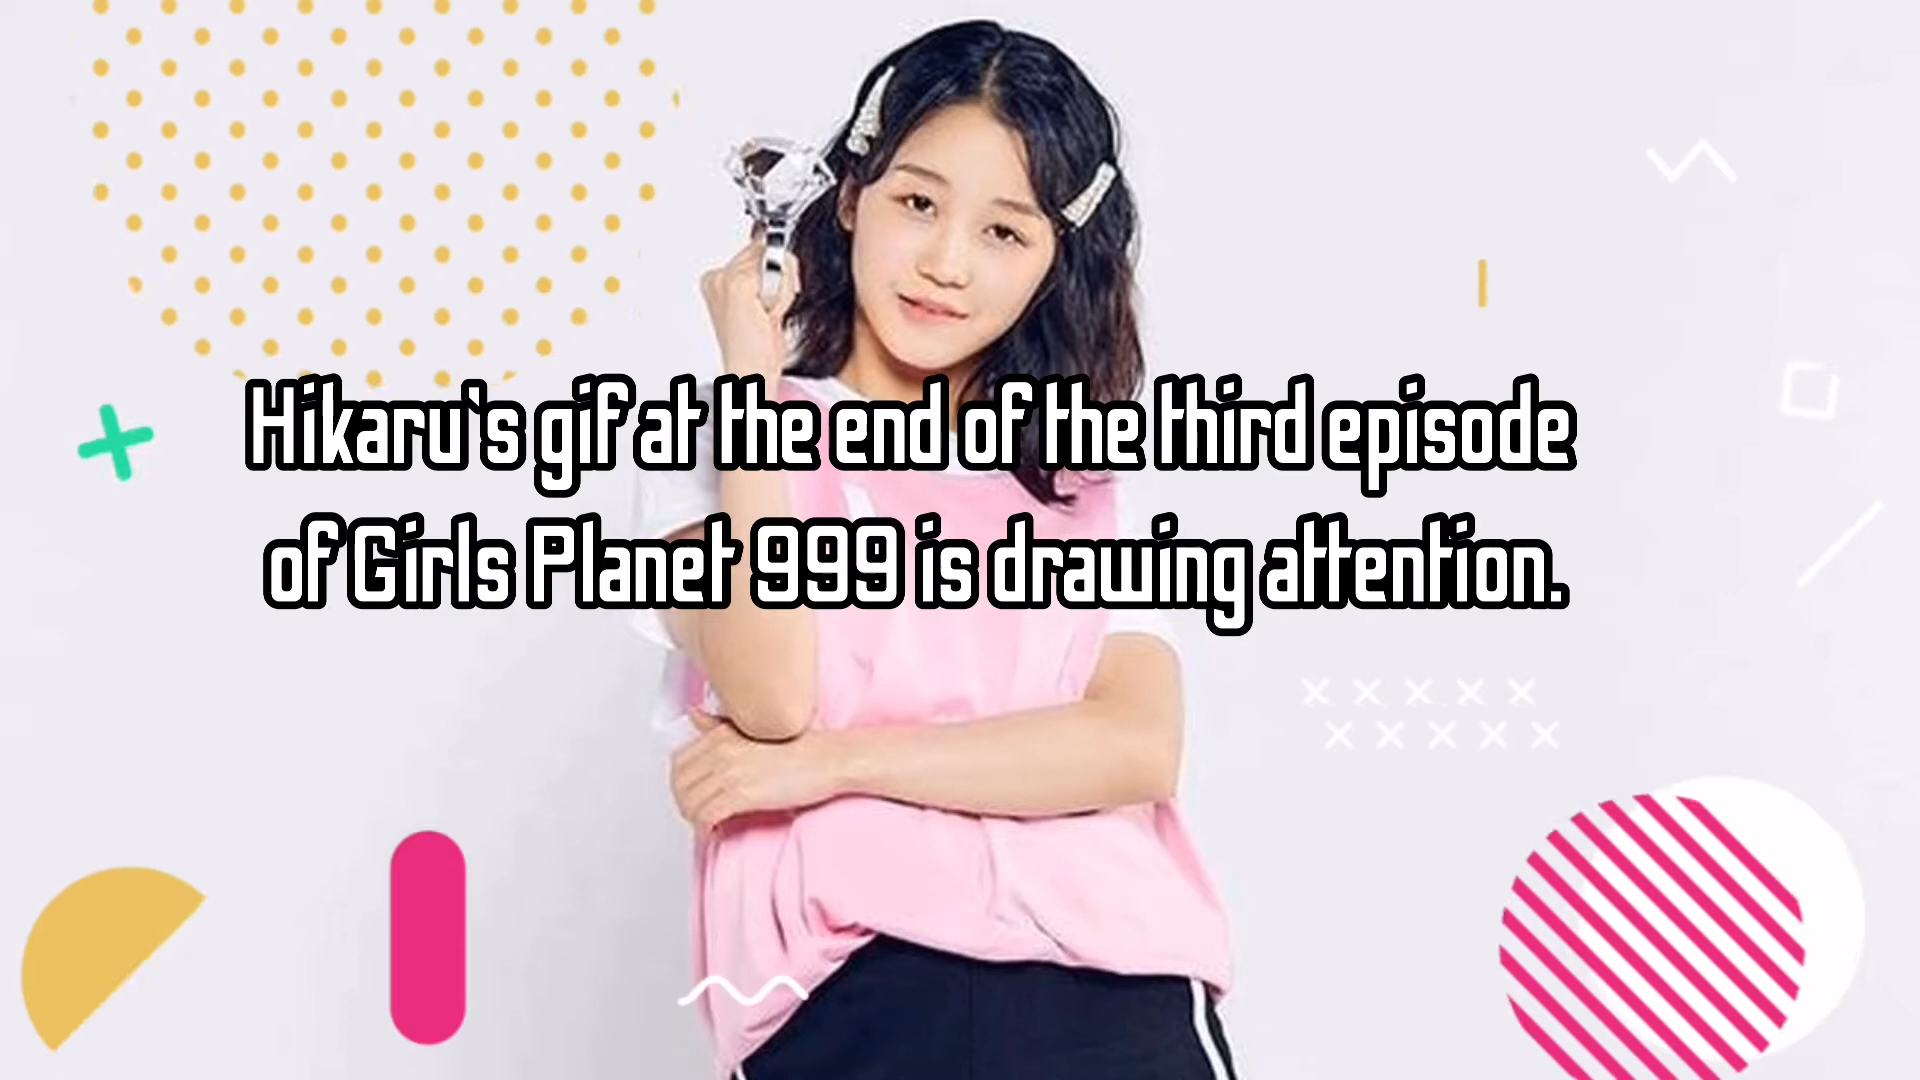 Hikaru's gif at the end of the third episode
of Girls Planet 999 is drawing attention.